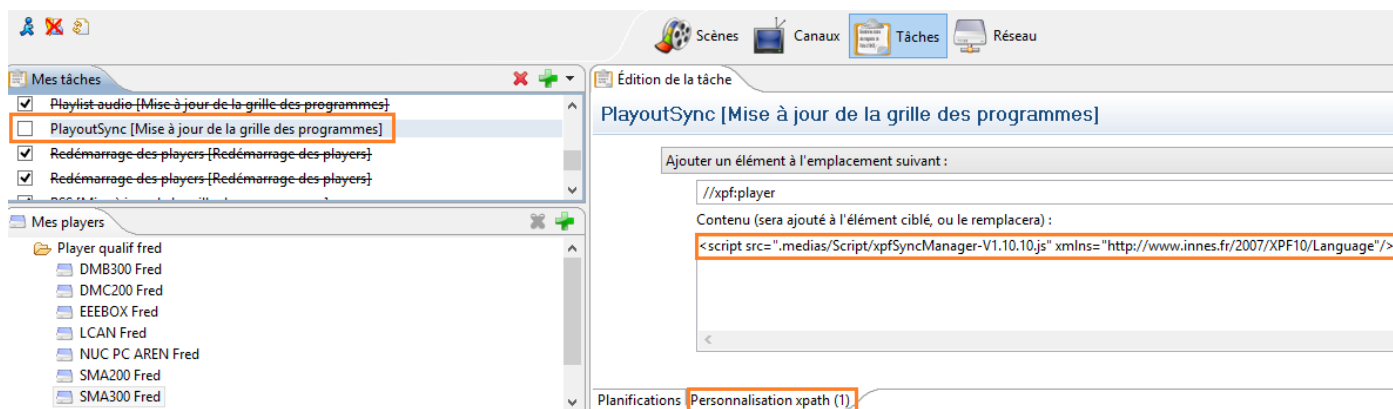 Scènes
Canaux
Tâches
Réseau
Mes tâches
Playlist audio [Mise à jour de la grille des programmes]
PlayoutSync [Mise à jour de la grille des programmes]
Redémarrage des players [Redémarrage des players]
Redémarrage des players [Redémarrage des players]
Mes players
Player qualif fred
DMB300 Fred
DMC200 Fred
EEEBOX Fred
LCAN Fred
NUC PC AREN Fred
SMA200 Fred
SMA300 Fred
Édition de la tâche
PlayoutSync [Mise à jour de la grille des programmes]
Ajouter un élément à l'emplacement suivant :
//xpf:player
Contenu (sera ajouté à l'élément ciblé, ou le remplacera) :
<script src=".medias/Script/xpfSyncManager-V1.10.10.js" xmlns="http://www.innes.fr/2007/XPF10/Language"/>
Planifications
Personnalisation xpath (1)